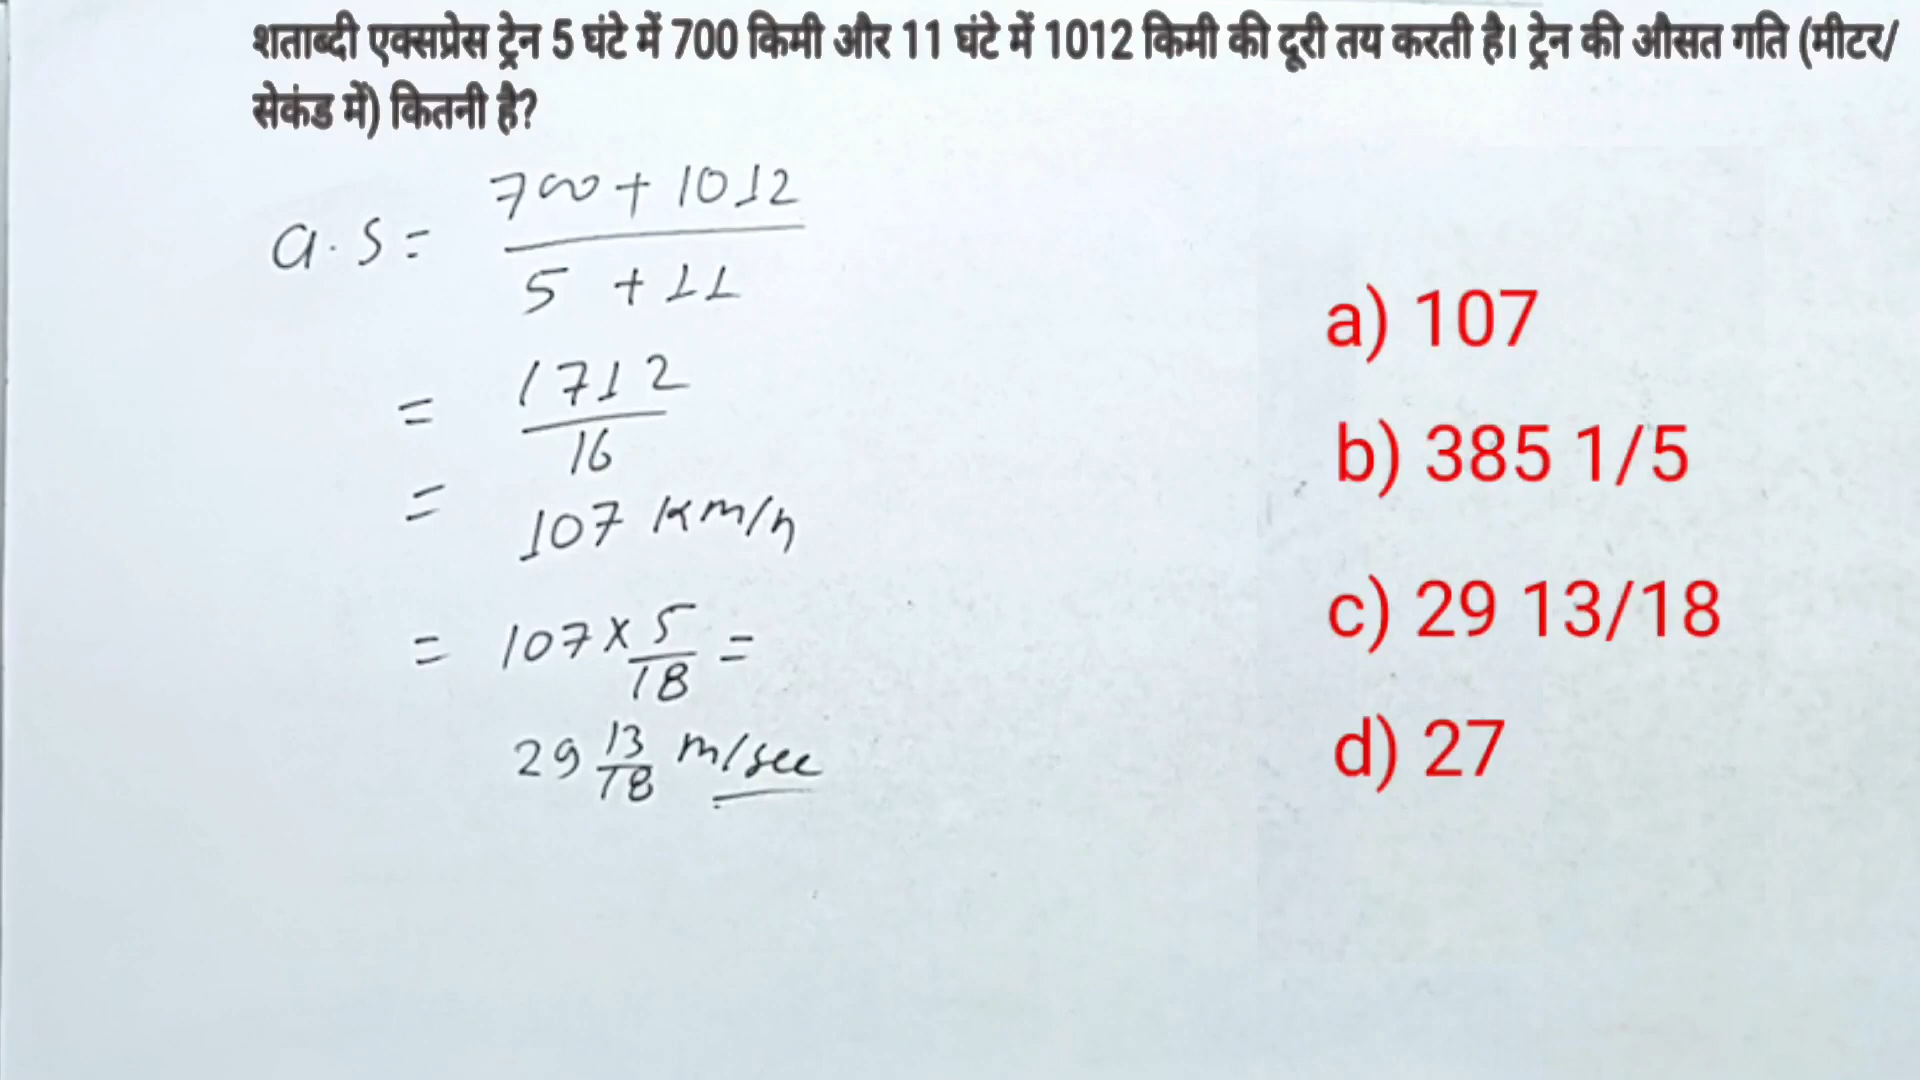 शताब्दी एक्सप्रेस ट्रेन 5 घंटे में 700 किमी और 11 घंटे में 1012 किमी की दूरी तय करती है। ट्रेन की औसत गति (मीटर/
सेकंड में) कितनी है?
a.s = 700 + 1012
5 + 11
= 1712
16
= 107 km/h
= 107 × 5/18 =
29 13/18 m/sec
a) 107
b) 385 1/5
c) 29 13/18
d) 27